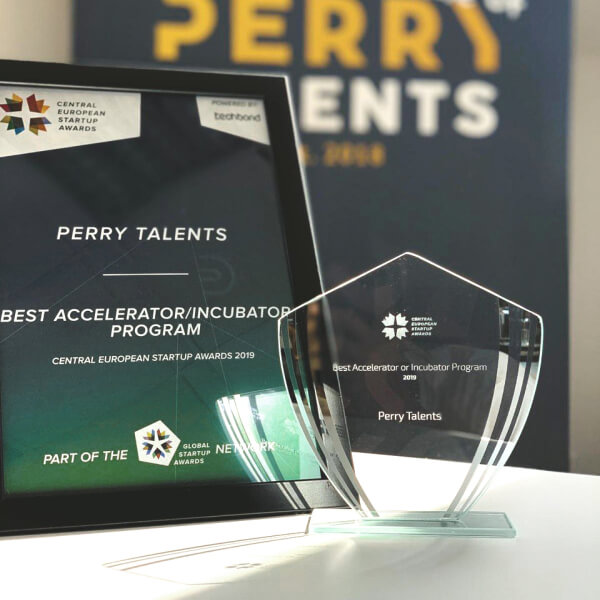 PERRY
ENTS
2018
CENTRAL
EUROPEAN
STARTUP
AWARDS
POWERED BY:
techbond
PERRY TALENTS
BEST ACCELERATOR/INCUBATOR
PROGRAM
CENTRAL EUROPEAN STARTUP AWARDS 2019
PART OF THE
GLOBAL
STARTUP
AWARDS
NETWORK
CENTRAL
EUROPEAN
STARTUP
AWARDS
Best Accelerator or Incubator Program
2019
Perry Talents